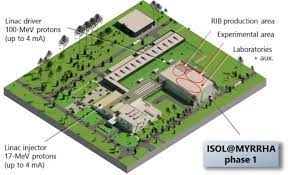 Linac driver
100-MeV protons
(up to 4 mA)
RIB production area
Experimental area
Laboratories
+ aux.
Linac injector
17-MeV protons
(up to 4 mA)
ISOL@MYRRHA
phase 1